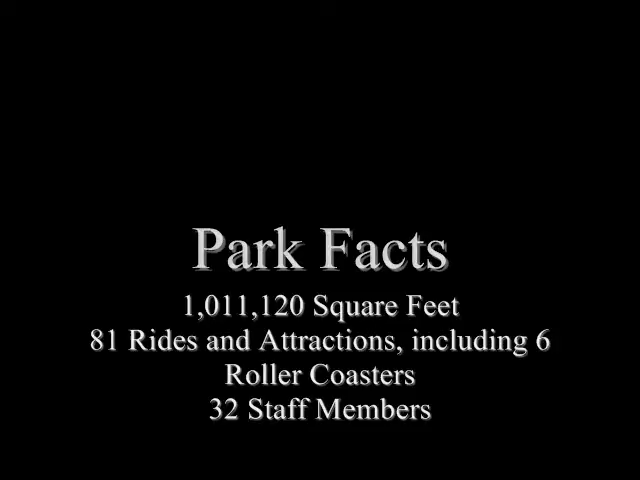 Park Facts
1,011,120 Square Feet
81 Rides and Attractions, including 6
Roller Coasters
32 Staff Members